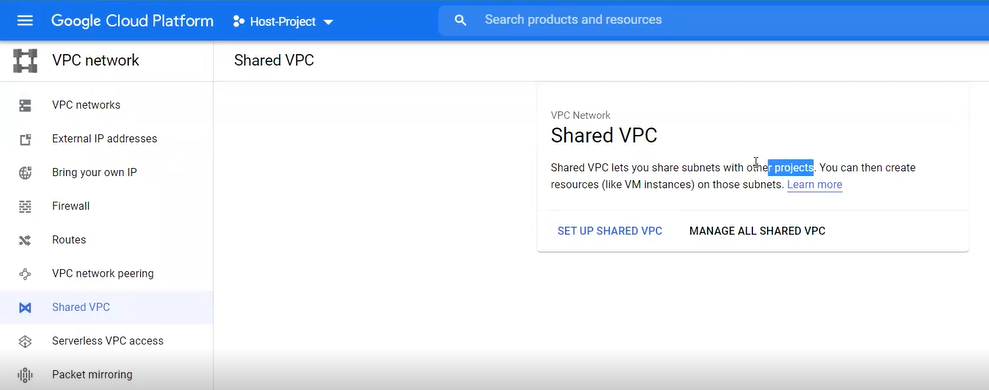 Google Cloud Platform
Host-Project
Search products and resources
VPC network
Shared VPC
VPC networks
External IP addresses
Bring your own IP
Firewall
Routes
VPC network peering
Shared VPC
Serverless VPC access
Packet mirroring
VPC Network
Shared VPC
Shared VPC lets you share subnets with other projects. You can then create
resources (like VM instances) on those subnets. Learn more
SET UP SHARED VPC
MANAGE ALL SHARED VPC